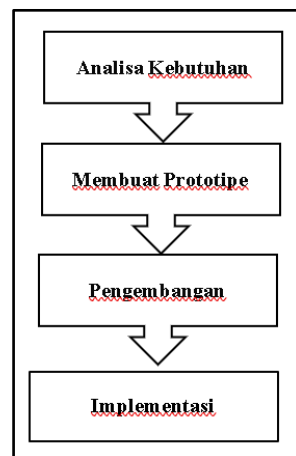 Analisa Kebutuhan
Membuat Prototipe
Pengembangan
Implementasi